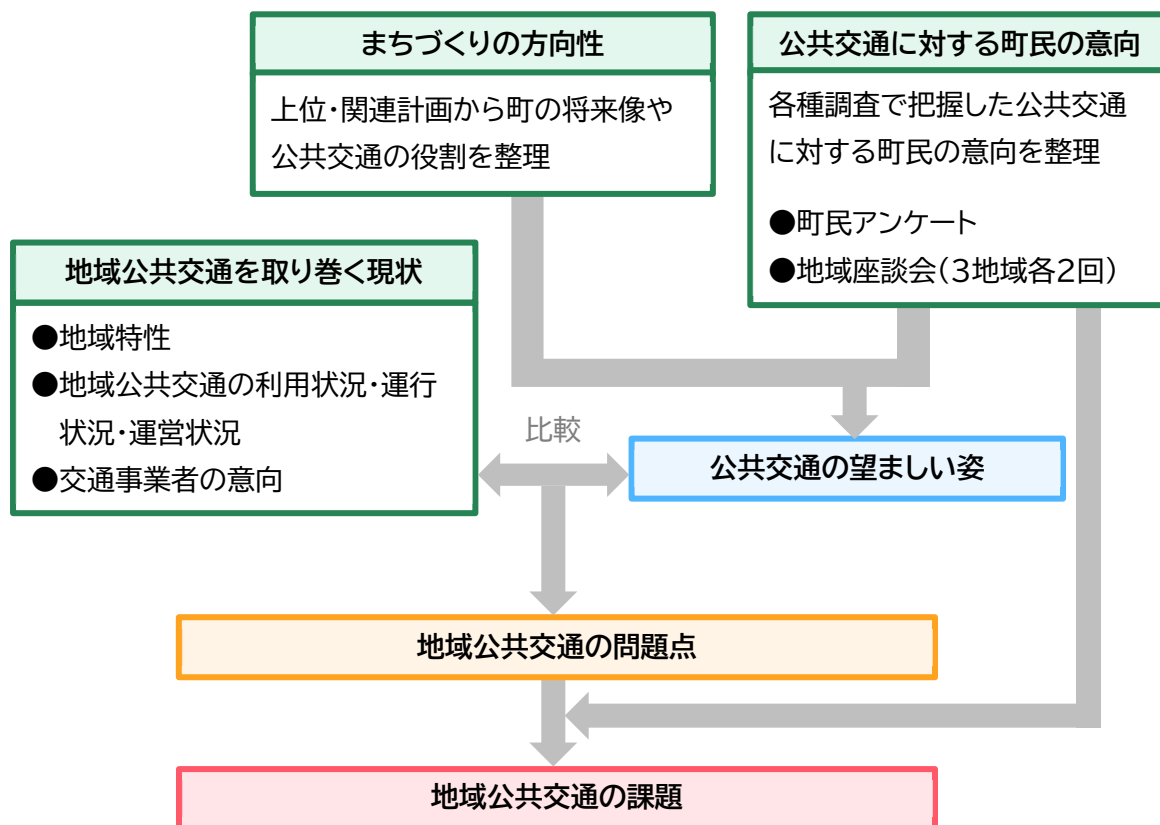 まちづくりの方向性
上位・関連計画から町の将来像や
公共交通の役割を整理
公共交通に対する町民の意向
各種調査で把握した公共交通
に対する町民の意向を整理
●町民アンケート
●地域座談会(3地域各2回)
地域公共交通を取り巻く現状
●地域特性
●地域公共交通の利用状況・運行
状況・運営状況
●交通事業者の意向
比較
公共交通の望ましい姿
地域公共交通の問題点
地域公共交通の課題